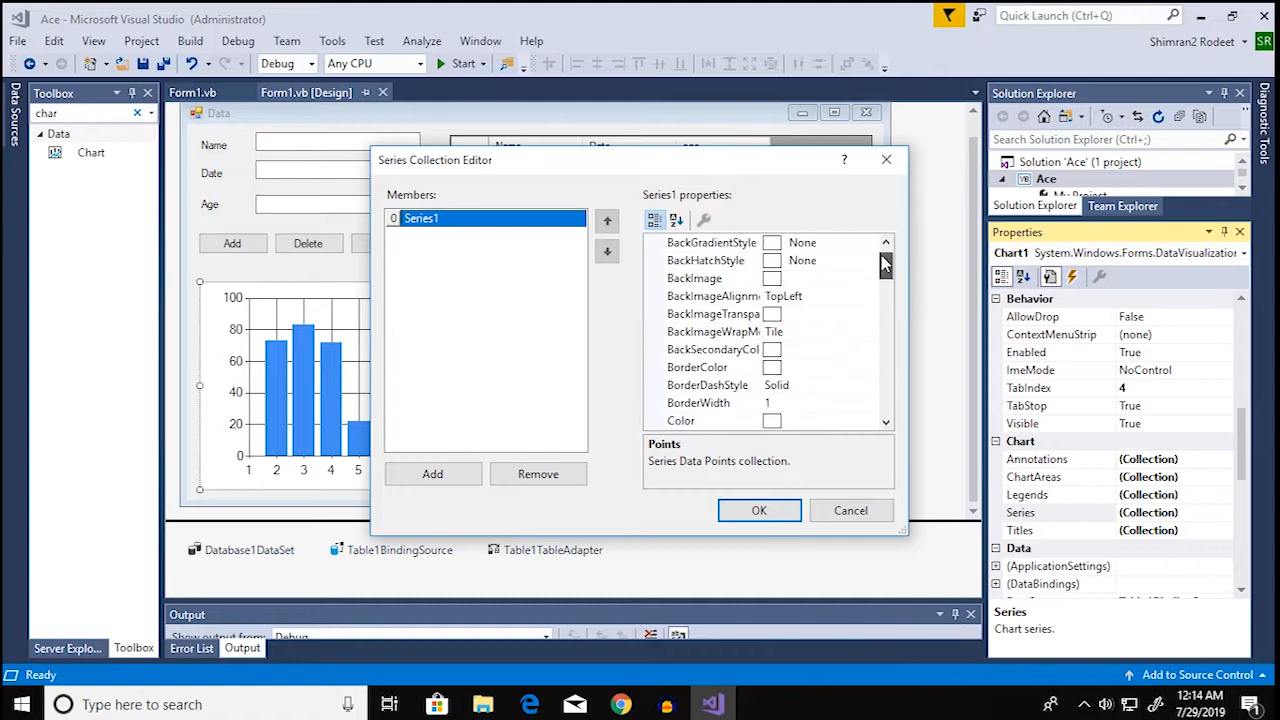 Ace - Microsoft Visual Studio (Administrator)
Quick Launch (Ctrl+Q)
File Edit View Project Build Debug Team Tools Test Analyze Window Help
Shimran2 Rodeet SR
Debug Any CPU Start
Data Sources
Toolbox
char
Data
Chart
Form1.vb Form1.vb [Design]
Data
Name
Date
Age
Add Delete
100
80
60
40
20
0
1 2 3 4 5
Series Collection Editor ?
Members:
0 Series1
Add Remove
Series1 properties:
BackGradientStyle None
BackHatchStyle None
BackImage
BackImageAlignm TopLeft
BackImageTranspa
BackImageWrapM Tile
BackSecondaryCol
BorderColor
BorderDashStyle Solid
BorderWidth 1
Color
Points
Series Data Points collection.
OK Cancel
Database1DataSet Table1BindingSource Table1TableAdapter
Output
Show output from: Debug
Server Explo... Toolbox Error List Output
Solution Explorer
Search Solution Explorer (Ctrl+;)
Solution 'Ace' (1 project)
VB Ace
My Project
Solution Explorer Team Explorer
Diagnostic Tools
Properties
Chart1 System.Windows.Forms.DataVisualization
Behavior
AllowDrop False
ContextMenuStrip (none)
Enabled True
ImeMode NoControl
TabIndex 4
TabStop True
Visible True
Chart
Annotations (Collection)
ChartAreas (Collection)
Legends (Collection)
Series (Collection)
Titles (Collection)
Data
(ApplicationSettings)
(DataBindings)
Series
Chart series.
Ready
Add to Source Control
Type here to search
12:14 AM
7/29/2019
1